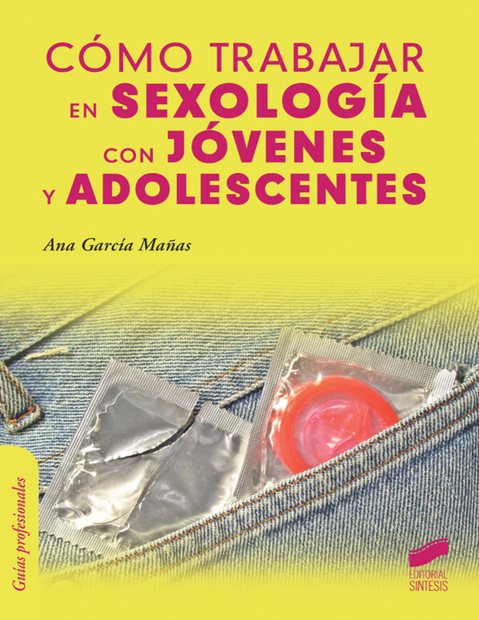 CÓMO TRABAJAR
EN SEXOLOGÍA
CON JÓVENES
Y ADOLESCENTES
Ana García Mañas
Guías profesionales
EDITORIAL
SINTESIS